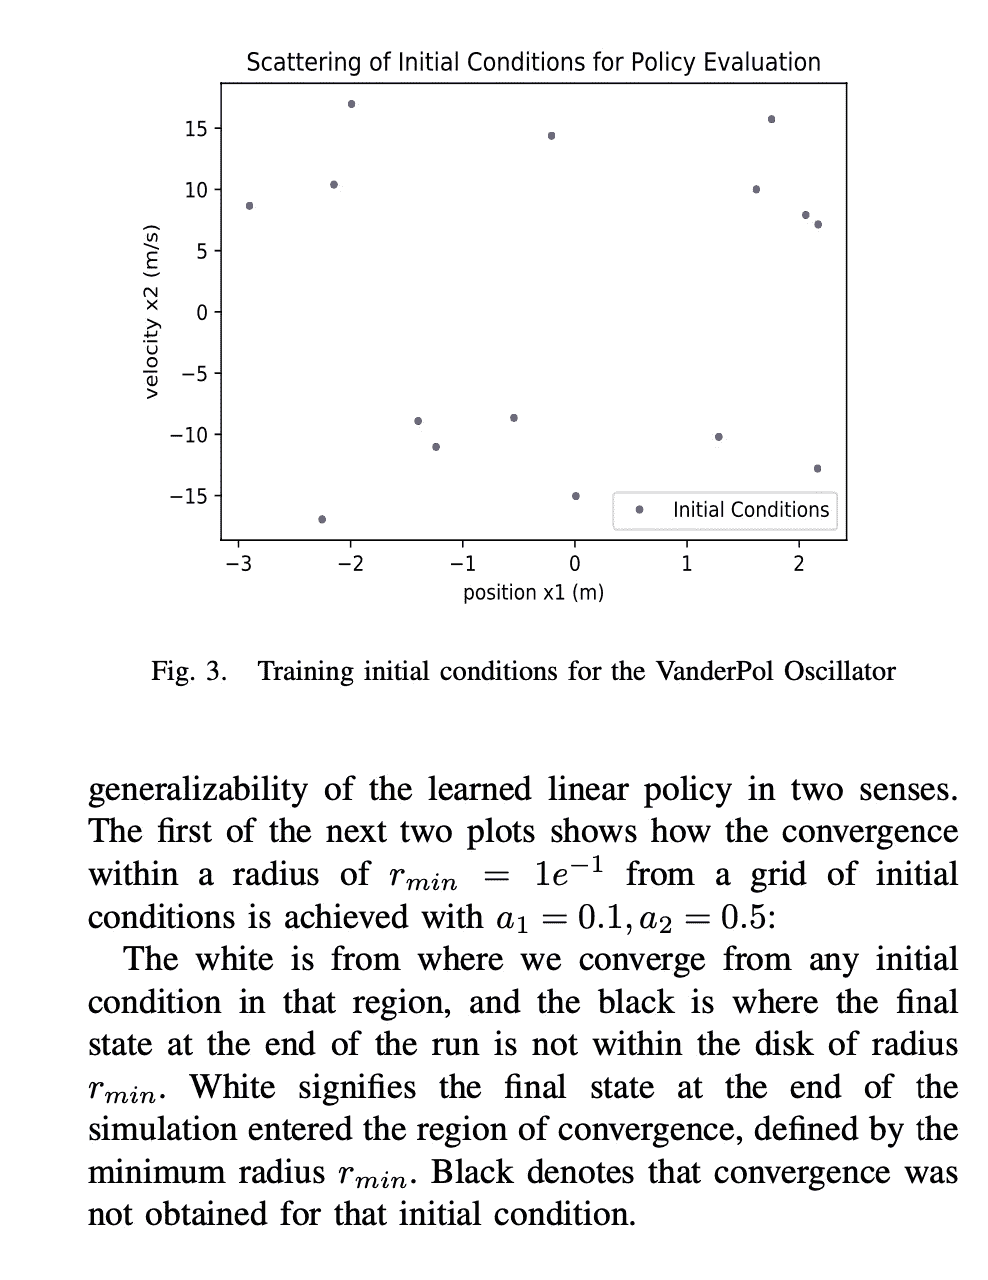 Scattering of Initial Conditions for Policy Evaluation
15
10
5
0
−5
−10
−15
velocity x2 (m/s)
Initial Conditions
−3 −2 −1 0 1 2
position x1 (m)
Fig. 3. Training initial conditions for the VanderPol Oscillator
generalizability of the learned linear policy in two senses.
The first of the next two plots shows how the convergence
within a radius of r_{min} = 1e^{−1} from a grid of initial
conditions is achieved with a_1 = 0.1, a_2 = 0.5:
The white is from where we converge from any initial
condition in that region, and the black is where the final
state at the end of the run is not within the disk of radius
r_{min}. White signifies the final state at the end of the
simulation entered the region of convergence, defined by the
minimum radius r_{min}. Black denotes that convergence was
not obtained for that initial condition.